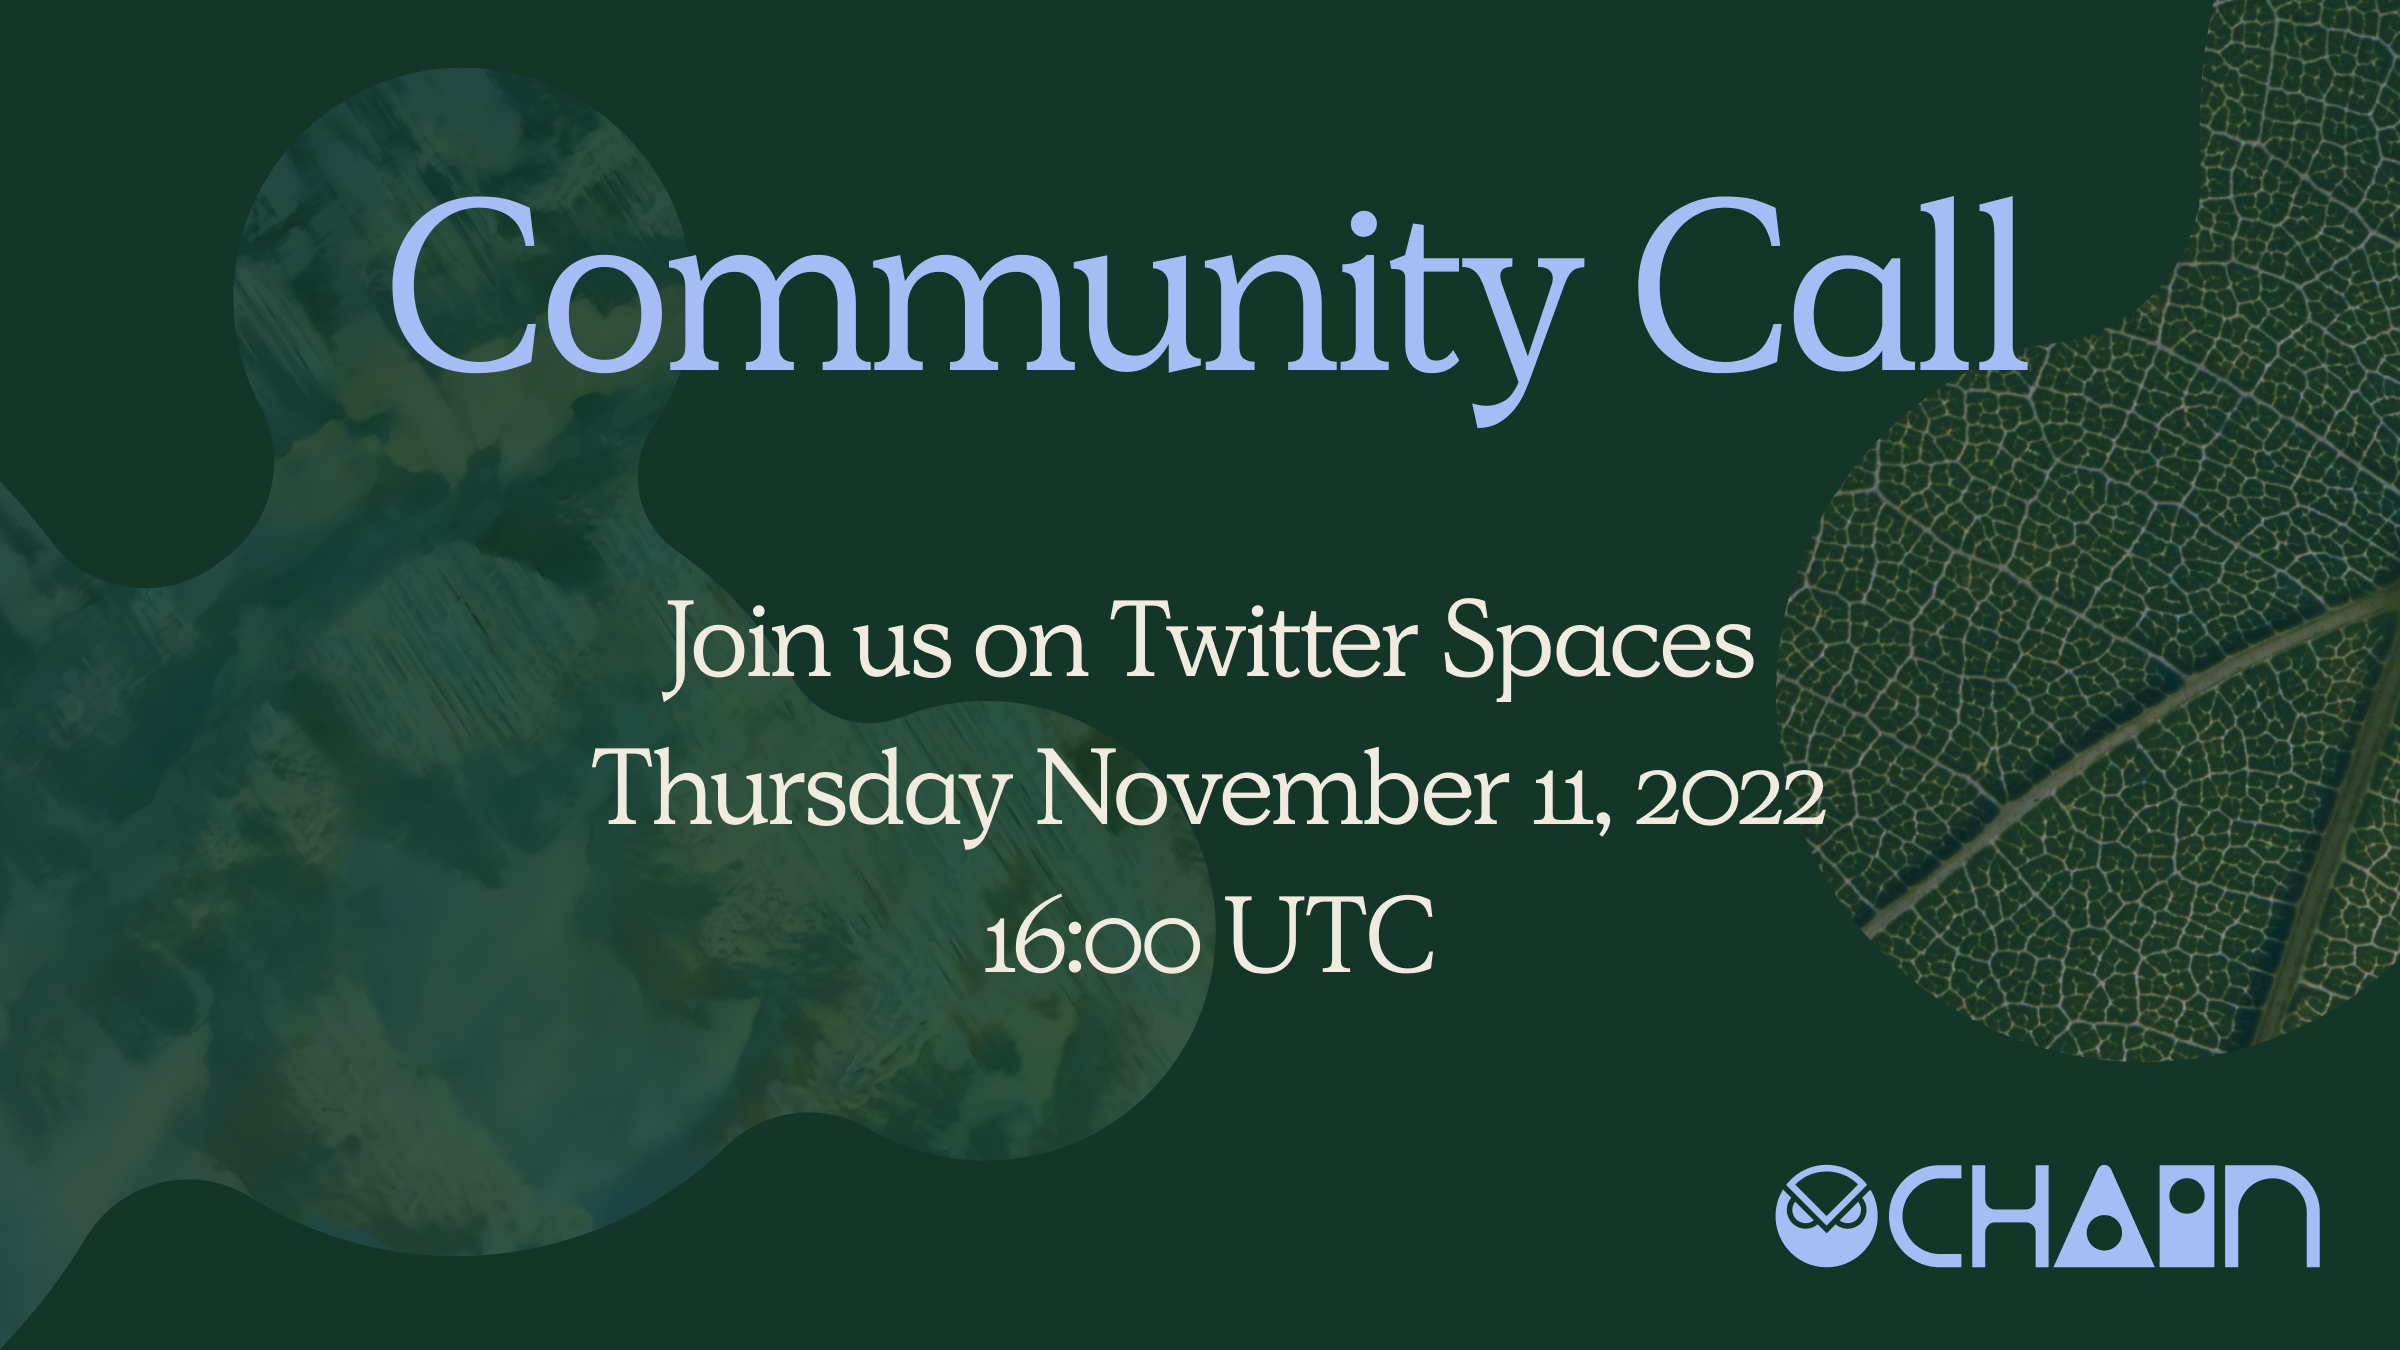 Community Call
Join us on Twitter Spaces
Thursday November 11, 2022
16:00 UTC
CHAIN